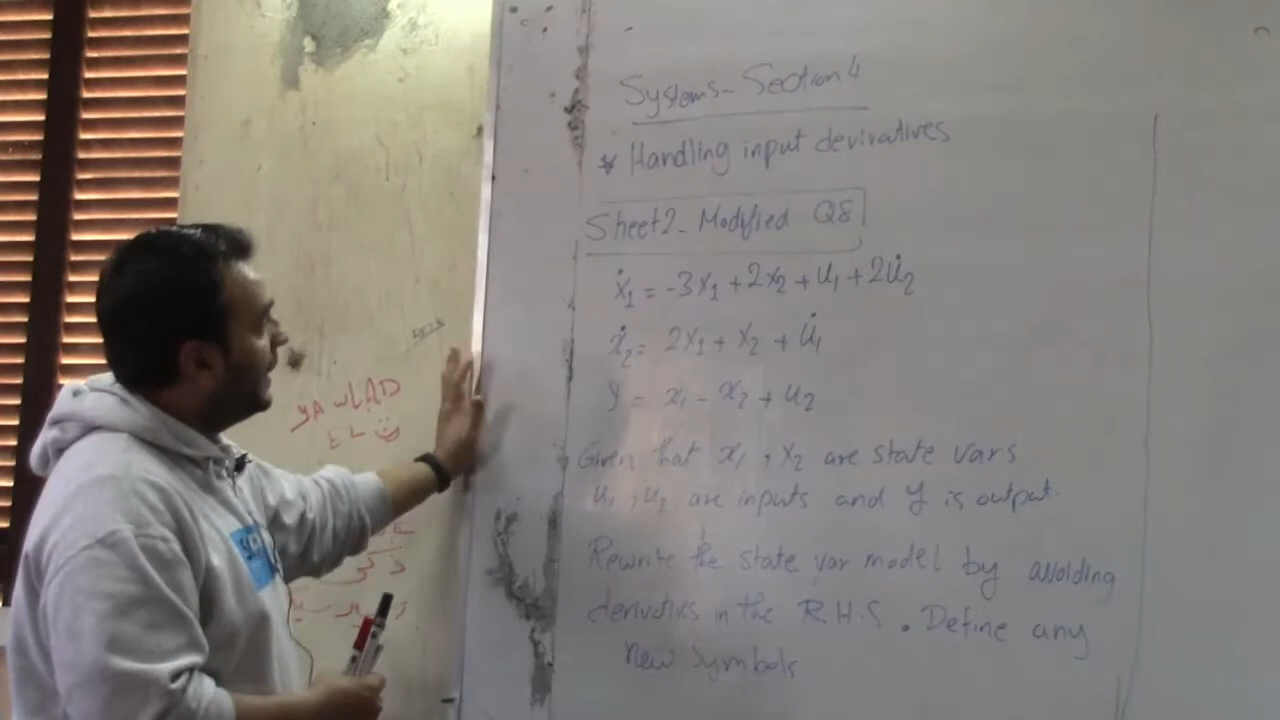 Systems - Section 4
* Handling input derivatives
Sheet 2 - Modified Q8
ẋ₁ = -3x₁ + 2x₂ + u₁ + 2u̇₂
ẋ₂ = 2x₁ + x₂ + u̇₁
y = x₁ - x₂ + u₂
Given that x₁, x₂ are state vars
u₁, u₂ are inputs and y is output.
Rewrite the state var model by avoiding
derivatives in the R.H.S. Define any
new symbols
YA WLAD